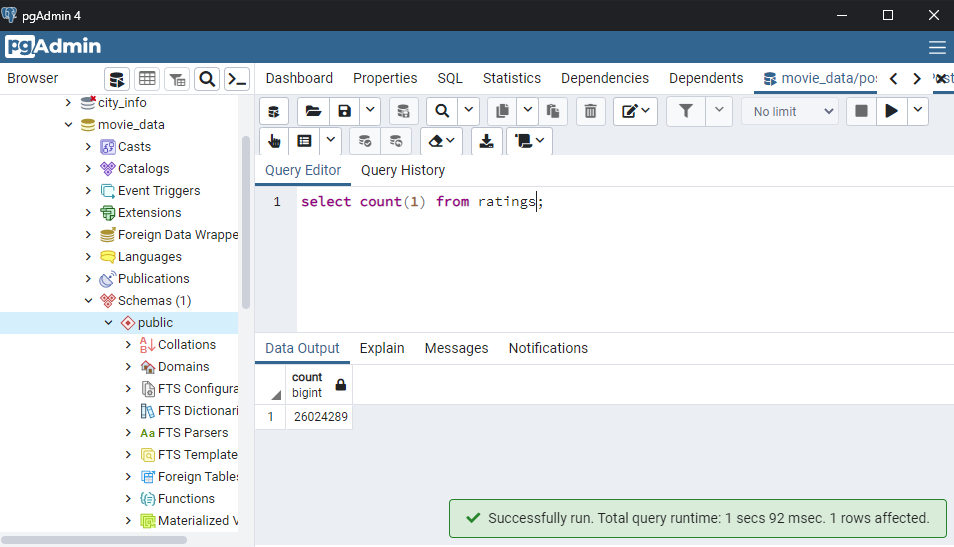 pgAdmin 4
pgAdmin
Browser
Dashboard Properties SQL Statistics Dependencies Dependents movie_data/pos
No limit
city_info
movie_data
Casts
Catalogs
Event Triggers
Extensions
Foreign Data Wrappe
Languages
Publications
Schemas (1)
public
Collations
Domains
FTS Configura
FTS Dictionari
Aa FTS Parsers
FTS Template
Foreign Tables
Functions
Materialized V
Query Editor Query History
1 select count(1) from ratings;
Data Output Explain Messages Notifications
count
bigint
1 26024289
Successfully run. Total query runtime: 1 secs 92 msec. 1 rows affected.